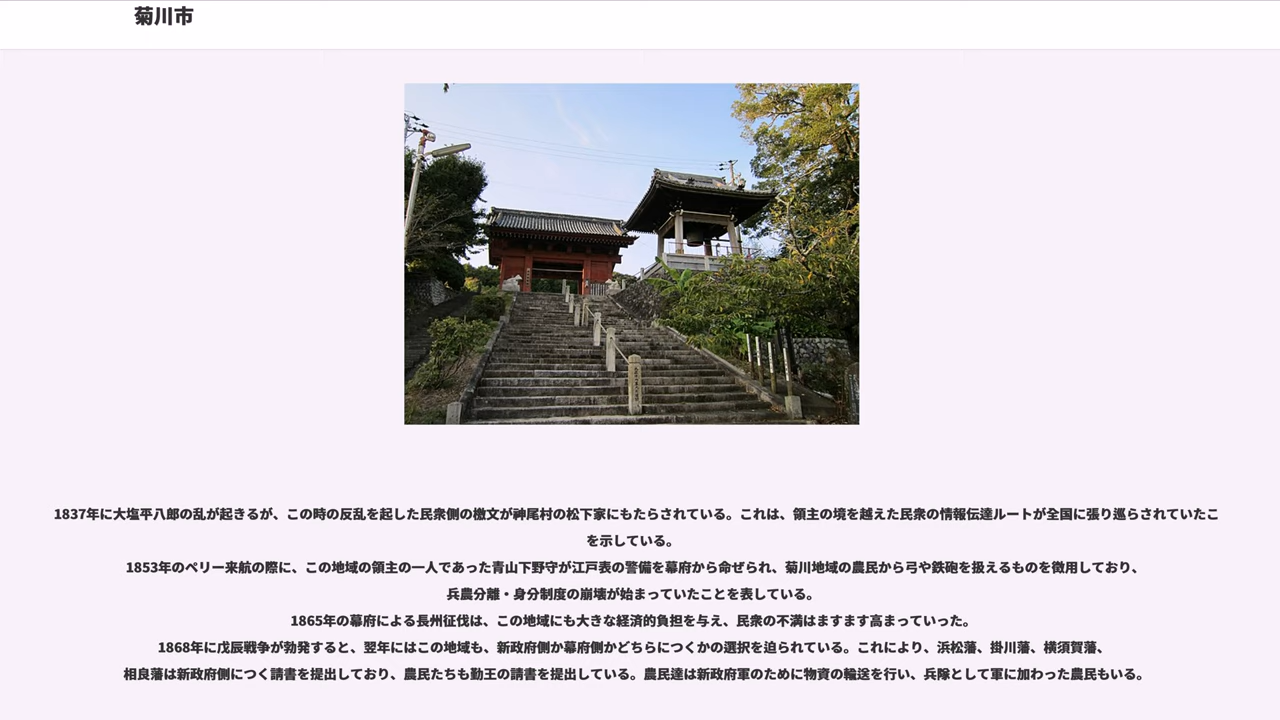 菊川市
1837年に大塩平八郎の乱が起きるが、この時の反乱を起した民衆側の檄文が神尾村の松下家にもたらされている。これは、領主の境を越えた民衆の情報伝達ルートが全国に張り巡らされていたこ
を示している。
1853年のペリー来航の際に、この地域の領主の一人であった青山下野守が江戸表の警備を幕府から命ぜられ、菊川地域の農民から弓や鉄砲を扱えるものを徴用しており、
兵農分離・身分制度の崩壊が始まっていたことを表している。
1865年の幕府による長州征伐は、この地域にも大きな経済的負担を与え、民衆の不満はますます高まっていった。
1868年に戊辰戦争が勃発すると、翌年にはこの地域も、新政府側か幕府側かどちらにつくかの選択を迫られている。これにより、浜松藩、掛川藩、横須賀藩、
相良藩は新政府側につく請書を提出しており、農民たちも勤王の請書を提出している。農民達は新政府軍のために物資の輸送を行い、兵隊として軍に加わった農民もいる。